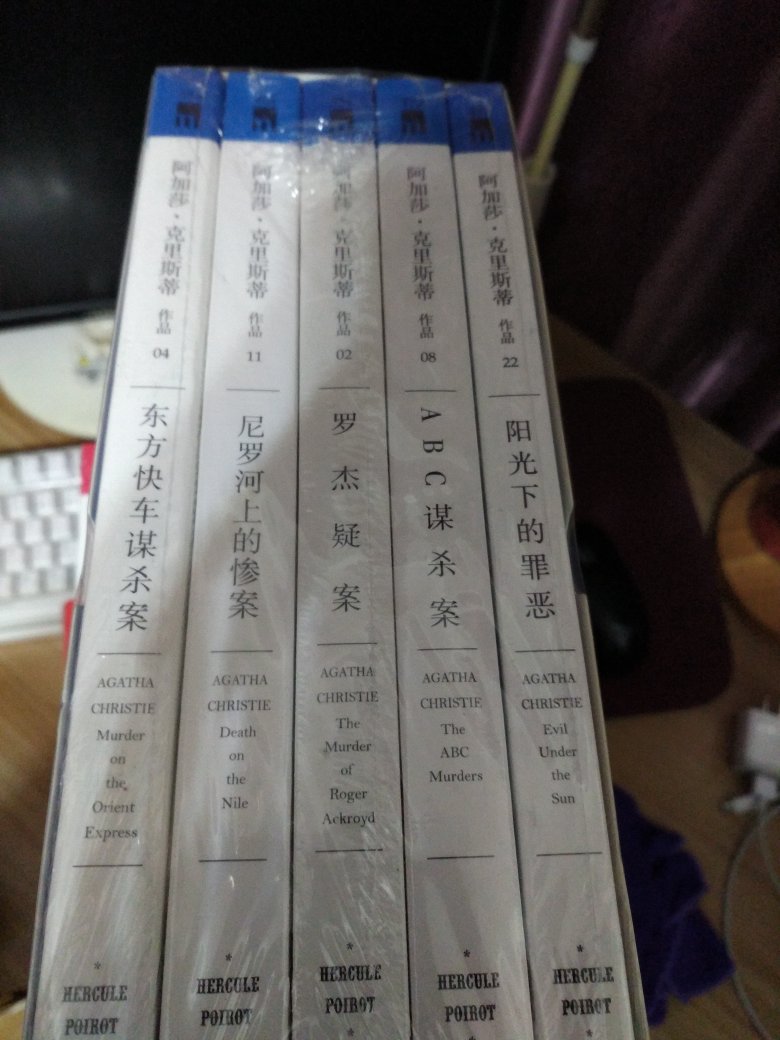 阿加莎·克里斯蒂
作品
04
东方快车谋杀案
AGATHA
CHRISTIE
Murder
on
the
Orient
Express
*
HERCULE
POIROT
阿加莎·克里斯蒂
作品
11
尼罗河上的惨案
AGATHA
CHRISTIE
Death
on
the
Nile
*
HERCULE
POIROT
阿加莎·克里斯蒂
作品
02
罗杰疑案
AGATHA
CHRISTIE
The
Murder
of
Roger
Ackroyd
*
HERCULE
POIROT
*
阿加莎·克里斯蒂
作品
08
ABC谋杀案
AGATHA
CHRISTIE
The
ABC
Murders
*
HERCULE
POIROT
*
阿加莎·克里斯蒂
作品
22
阳光下的罪恶
AGATHA
CHRISTIE
Evil
Under
the
Sun
*
HERCULE
POIROT
*